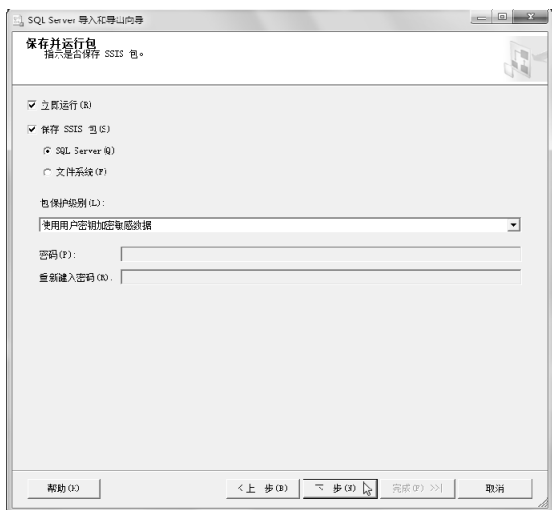 SQL Server 导入和导出向导
保存并运行包
指示是否保存 SSIS 包。
立即运行(R)
保存 SSIS 包(S)
SQL Server(Q)
文件系统(F)
包保护级别(L):
使用用户密钥加密敏感数据
密码(P):
重新键入密码(R).
帮助(H)
<上 步(B)
下 步(N)
完成(F) >>|
取消